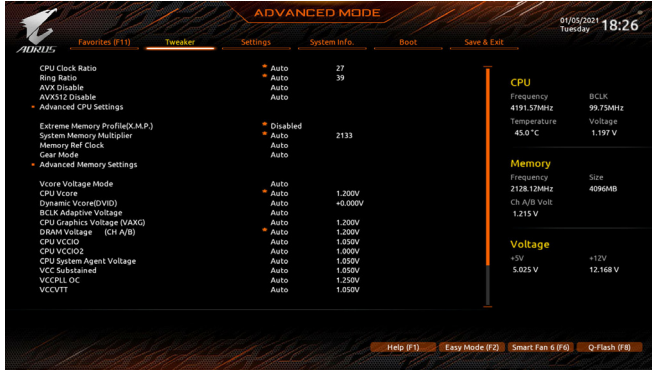 ADVANCED MODE
01/05/2021 Tuesday 18:26
AORUS
Favorites (F11) Tweaker Settings System Info. Boot Save & Exit
CPU Clock Ratio * Auto 27
Ring Ratio * Auto 39
AVX Disable Auto
AVX512 Disable Auto
* Advanced CPU Settings
Extreme Memory Profile(X.M.P.) * Disabled
System Memory Multiplier * Auto 2133
Memory Ref Clock Auto
Gear Mode Auto
* Advanced Memory Settings
Vcore Voltage Mode Auto
CPU Vcore * Auto 1.200V
Dynamic Vcore(DVID) Auto +0.000V
BCLK Adaptive Voltage Auto
CPU Graphics Voltage (VAXG) Auto 1.200V
DRAM Voltage (CH A/B) * Auto 1.200V
CPU VCCIO Auto 1.050V
CPU VCCIO2 Auto 1.000V
CPU System Agent Voltage Auto 1.050V
VCC Substained Auto 1.050V
VCCPLL OC Auto 1.250V
VCCVTT Auto 1.050V
CPU
Frequency BCLK
4191.57MHz 99.75MHz
Temperature Voltage
45.0 °C 1.197 V
Memory
Frequency Size
2128.12MHz 4096MB
Ch A/B Volt
1.215 V
Voltage
+5V +12V
5.025 V 12.168 V
Help (F1) Easy Mode (F2) Smart Fan 6 (F6) Q-Flash (F8)